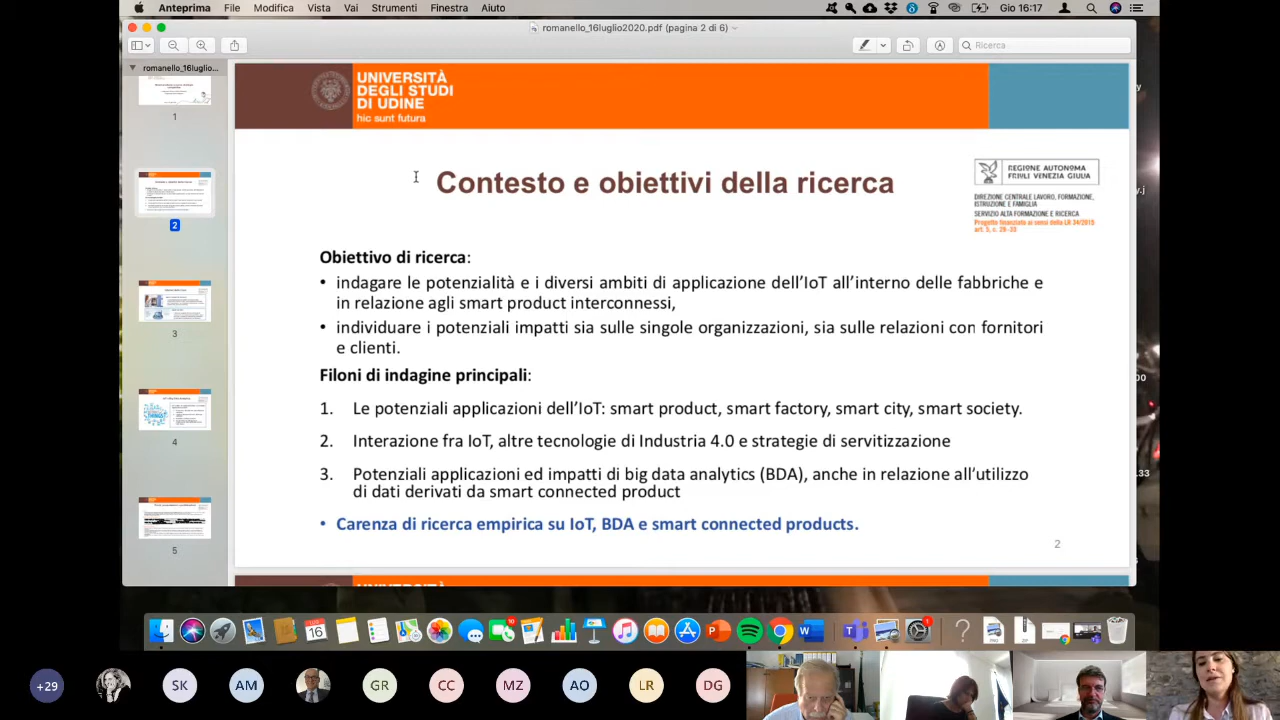 Anteprima File Modifica Vista Vai Strumenti Finestra Aiuto Gio 16:17
romanello_16luglio2020.pdf (pagina 2 di 6)
Ricerca
romanello_16luglio...
1
2
3
4
5
UNIVERSITÀ
DEGLI STUDI
DI UDINE
hic sunt futura
Contesto e obiettivi della ricerca
REGIONE AUTONOMA
FRIULI VENEZIA GIULIA
DIREZIONE CENTRALE LAVORO, FORMAZIONE,
ISTRUZIONE E FAMIGLIA
SERVIZIO ALTA FORMAZIONE E RICERCA
Progetto finanziato ai sensi della LR 34/2015
art. 5, c. 29-33
Obiettivo di ricerca:
• indagare le potenzialità e i diversi ambiti di applicazione dell’IoT all’interno delle fabbriche e
in relazione agli smart product interconnessi,
• individuare i potenziali impatti sia sulle singole organizzazioni, sia sulle relazioni con fornitori
e clienti.
Filoni di indagine principali:
1. Le potenziali applicazioni dell’IoT: smart product, smart factory, smart city, smart society.
2. Interazione fra IoT, altre tecnologie di Industria 4.0 e strategie di servitizzazione
3. Potenziali applicazioni ed impatti di big data analytics (BDA), anche in relazione all’utilizzo
di dati derivati da smart connected product
• Carenza di ricerca empirica su IoT, BDA e smart connected products.
2
UNIVERSITÀ
LUG
16
+29
SK
AM
GR
CC
MZ
AO
LR
DG